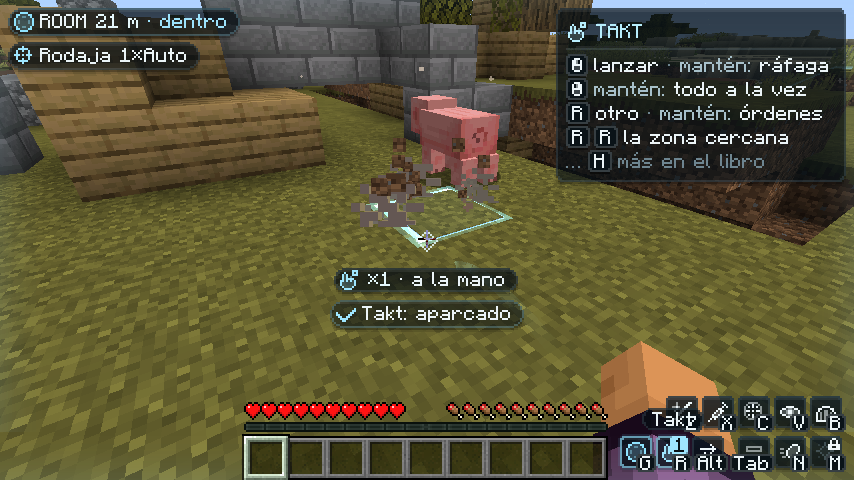 ROOM 21 m · dentro
Rodaja 1×Auto
TAKT
lanzar · mantén: ráfaga
mantén: todo a la vez
R otro · mantén: órdenes
R R la zona cercana
... H más en el libro
×1 · a la mano
Takt: aparcado
Takt Z X C V B
G 1 R Alt Tab N M